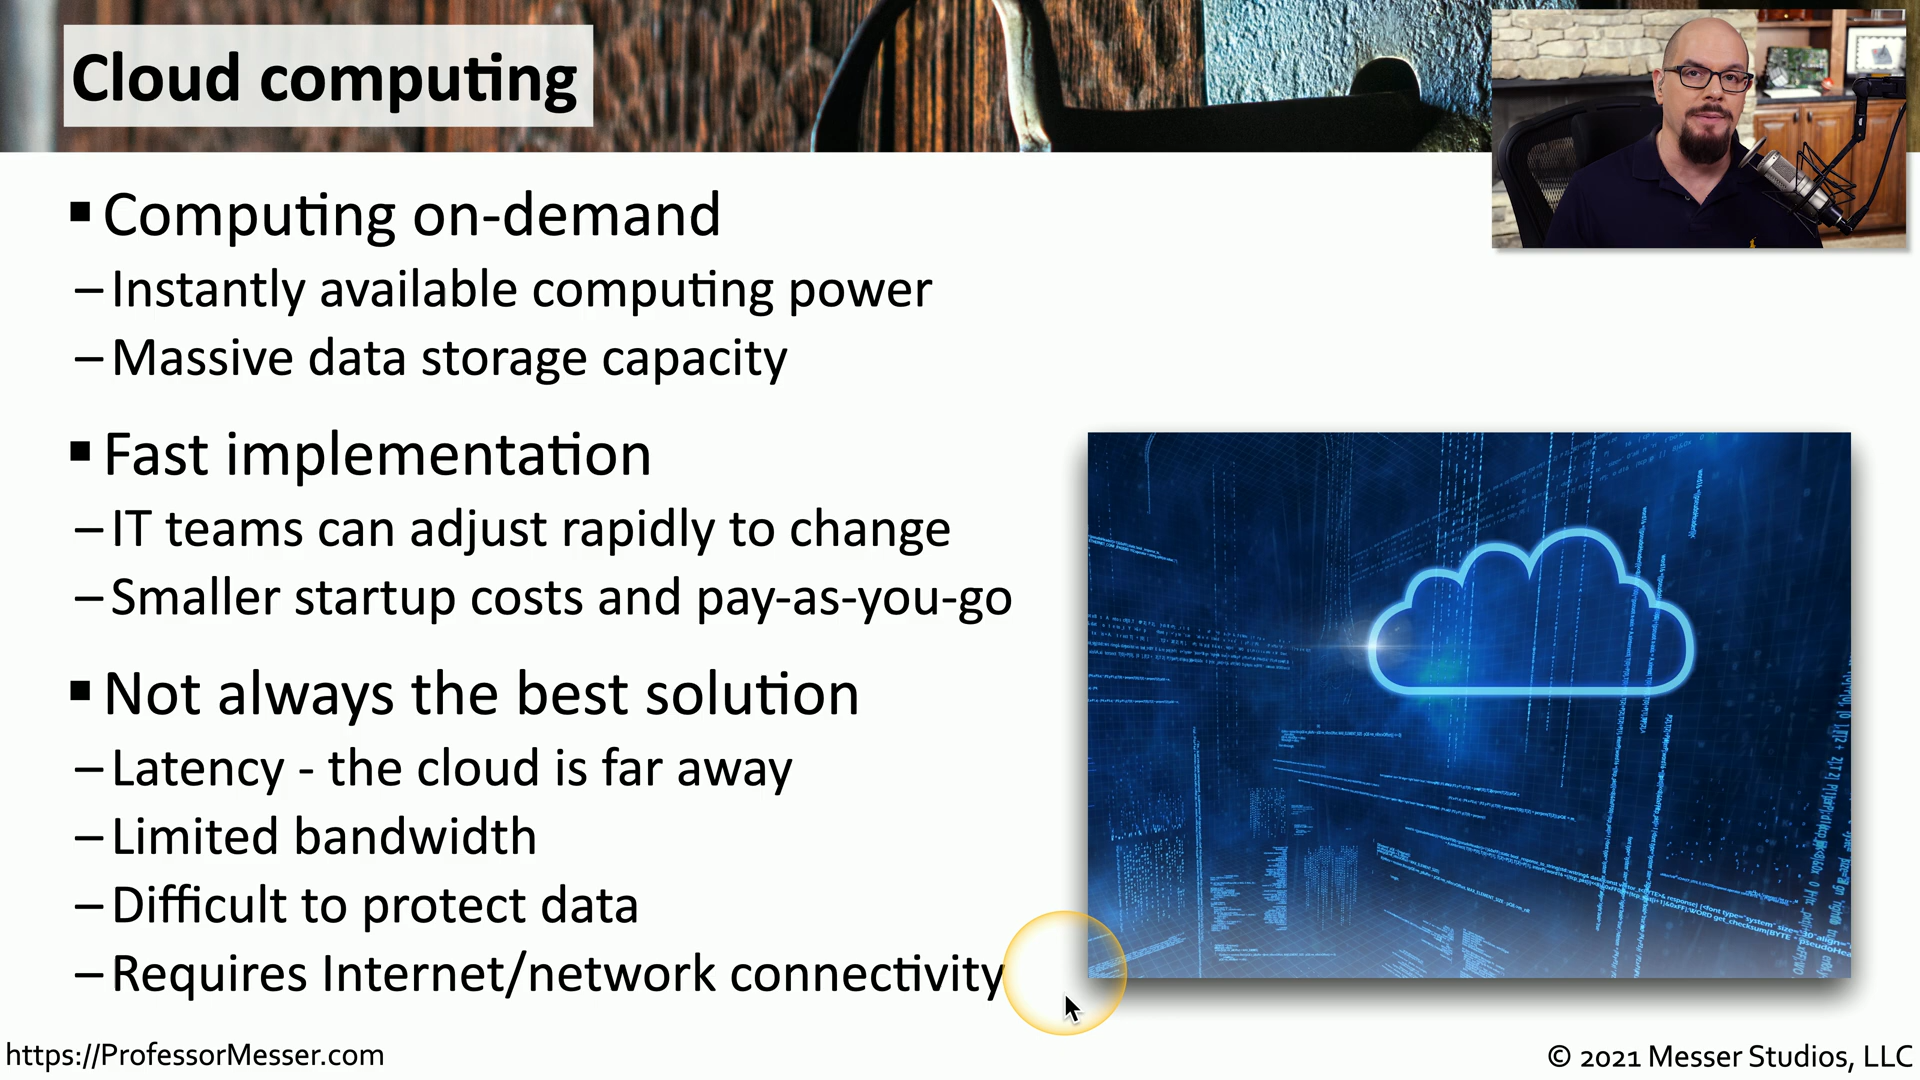 Cloud computing
▪ Computing on-demand
– Instantly available computing power
– Massive data storage capacity
▪ Fast implementation
– IT teams can adjust rapidly to change
– Smaller startup costs and pay-as-you-go
▪ Not always the best solution
– Latency - the cloud is far away
– Limited bandwidth
– Difficult to protect data
– Requires Internet/network connectivity
https://ProfessorMesser.com
© 2021 Messer Studios, LLC